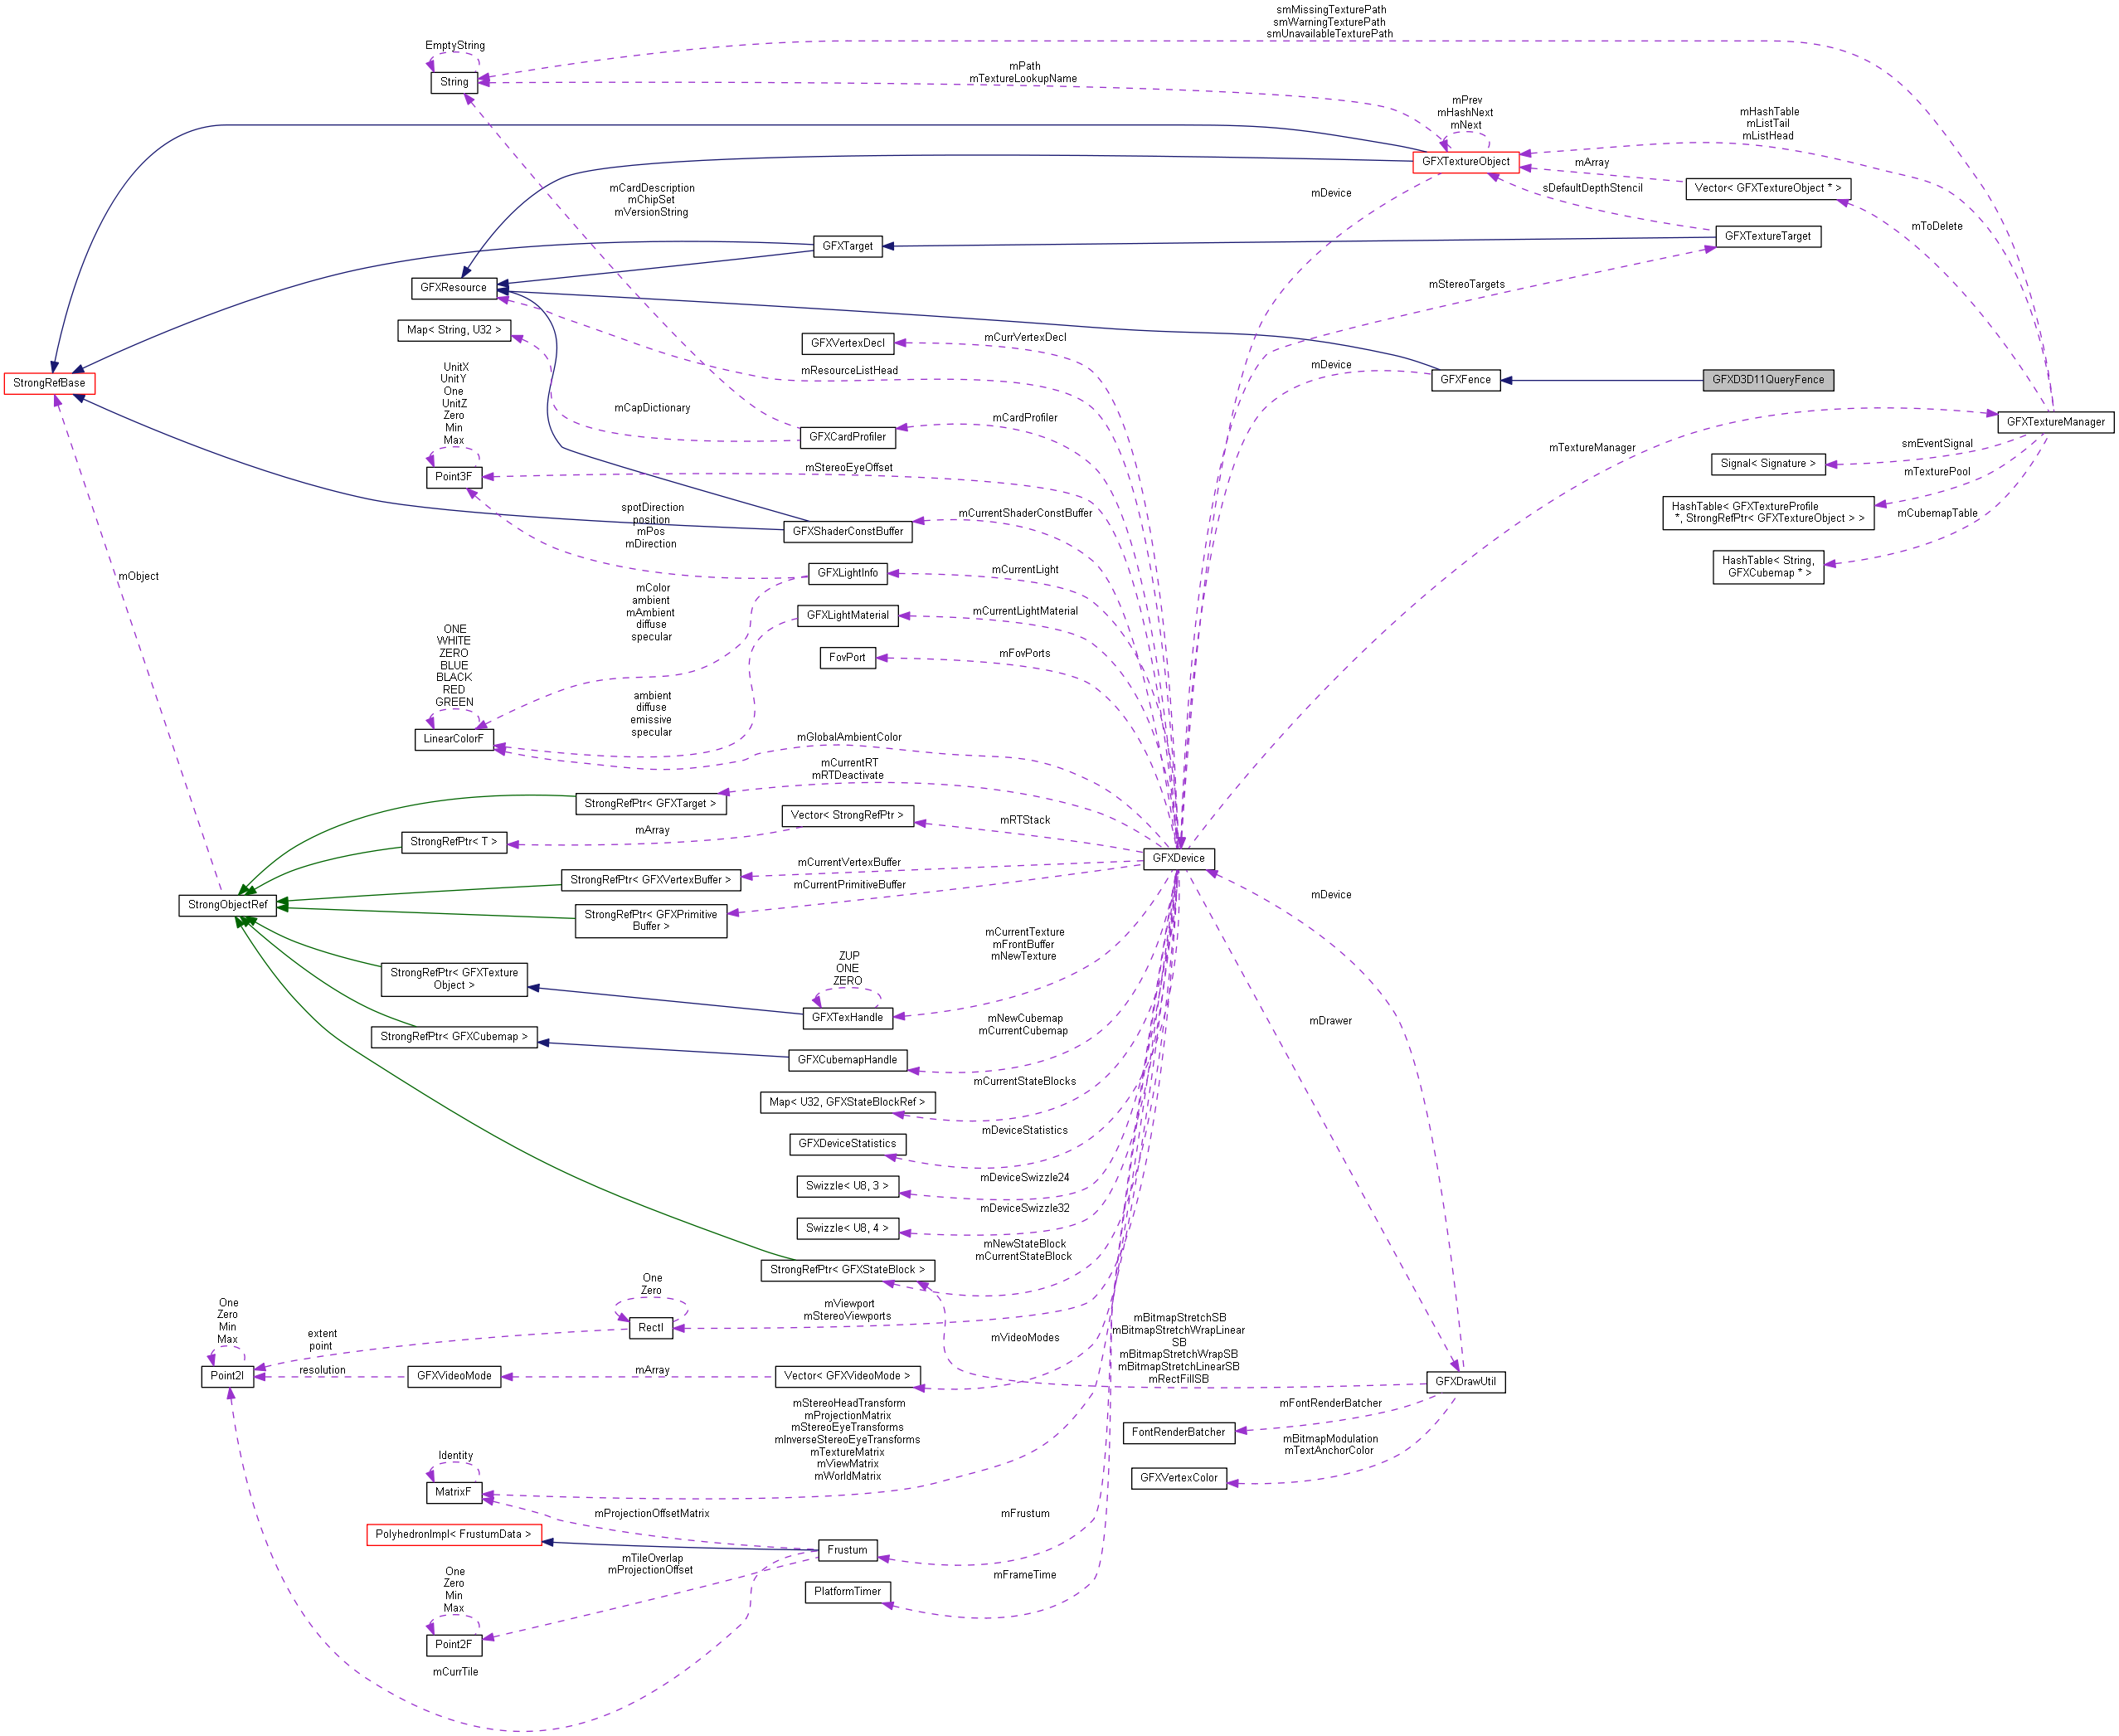 smMissingTexturePath
smWarningTexturePath
smUnavailableTexturePath
EmptyString
String
mPath
mTextureLookupName
mPrev
mHashNext
mNext
mHashTable
mListTail
mListHead
GFXTextureObject
mArray
Vector< GFXTextureObject * >
mCardDescription
mChipSet
mVersionString
mDevice
sDefaultDepthStencil
mToDelete
GFXTarget
GFXTextureTarget
GFXResource
mStereoTargets
Map< String, U32 >
GFXVertexDecl
mCurrVertexDecl
StrongRefBase
UnitX
UnitY
One
UnitZ
Zero
Min
Max
mResourceListHead
mDevice
GFXFence
GFXD3D11QueryFence
mCapDictionary
mCardProfiler
GFXCardProfiler
GFXTextureManager
mTextureManager
smEventSignal
Signal< Signature >
Point3F
mStereoEyeOffset
mTexturePool
HashTable< GFXTextureProfile
*, StrongRefPtr< GFXTextureObject > >
mCubemapTable
spotDirection
position
mPos
mDirection
mCurrentShaderConstBuffer
GFXShaderConstBuffer
HashTable< String,
GFXCubemap * >
mObject
GFXLightInfo
mCurrentLight
mColor
ambient
mAmbient
diffuse
specular
GFXLightMaterial
mCurrentLightMaterial
ONE
WHITE
ZERO
BLUE
BLACK
RED
GREEN
FovPort
mFovPorts
ambient
diffuse
emissive
specular
LinearColorF
mGlobalAmbientColor
mCurrentRT
mRTDeactivate
StrongRefPtr< GFXTarget >
Vector< StrongRefPtr >
mRTStack
StrongRefPtr< T >
mArray
GFXDevice
mCurrentVertexBuffer
StrongRefPtr< GFXVertexBuffer >
mCurrentPrimitiveBuffer
mDevice
StrongObjectRef
StrongRefPtr< GFXPrimitive
Buffer >
mCurrentTexture
mFrontBuffer
mNewTexture
ZUP
ONE
ZERO
StrongRefPtr< GFXTexture
Object >
GFXTexHandle
mNewCubemap
mCurrentCubemap
mDrawer
StrongRefPtr< GFXCubemap >
GFXCubemapHandle
mCurrentStateBlocks
Map< U32, GFXStateBlockRef >
mDeviceStatistics
GFXDeviceStatistics
mDeviceSwizzle24
Swizzle< U8, 3 >
mDeviceSwizzle32
Swizzle< U8, 4 >
mNewStateBlock
mCurrentStateBlock
StrongRefPtr< GFXStateBlock >
One
Zero
mViewport
mStereoViewports
RectI
One
Zero
Min
Max
extent
point
mVideoModes
mBitmapStretchSB
mBitmapStretchWrapLinear
SB
mBitmapStretchWrapSB
mBitmapStretchLinearSB
mRectFillSB
Point2I
resolution
GFXVideoMode
mArray
Vector< GFXVideoMode >
GFXDrawUtil
mStereoHeadTransform
mProjectionMatrix
mStereoEyeTransforms
mInverseStereoEyeTransforms
mTextureMatrix
mViewMatrix
mWorldMatrix
mFontRenderBatcher
FontRenderBatcher
mBitmapModulation
mTextAnchorColor
GFXVertexColor
Identity
MatrixF
mProjectionOffsetMatrix
mFrustum
PolyhedronImpl< FrustumData >
Frustum
mTileOverlap
mProjectionOffset
One
Zero
Min
Max
mFrameTime
PlatformTimer
Point2F
mCurrTile